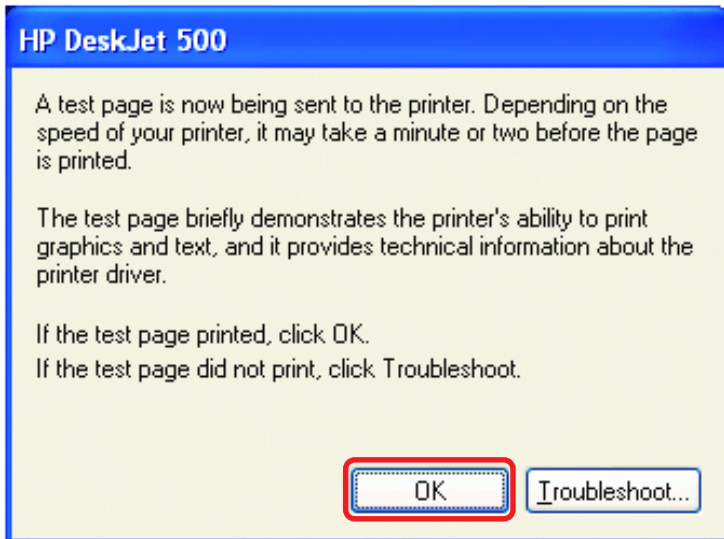 HP DeskJet 500
A test page is now being sent to the printer. Depending on the
speed of your printer, it may take a minute or two before the page
is printed.
The test page briefly demonstrates the printer's ability to print
graphics and text, and it provides technical information about the
printer driver.
If the test page printed, click OK.
If the test page did not print, click Troubleshoot.
OK Troubleshoot...